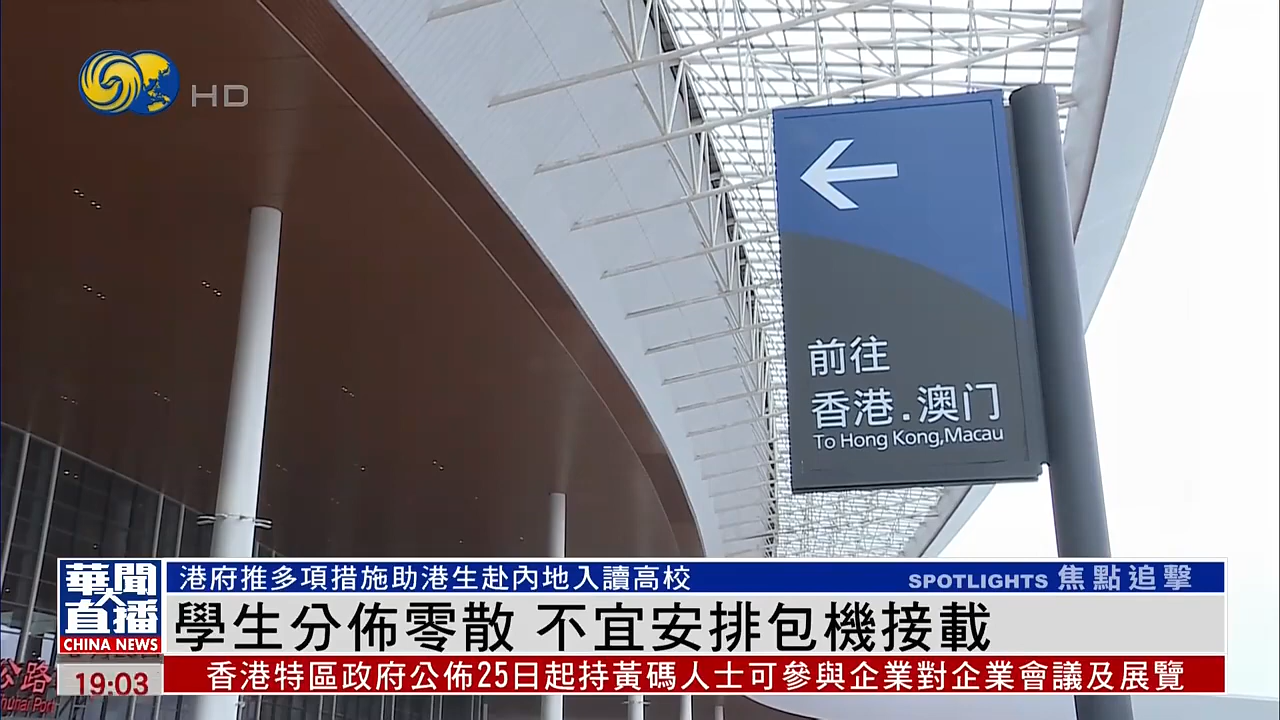 HD
前往
香港.澳门
To Hong Kong,Macau
港府推多項措施助港生赴內地入讀高校
SPOTLIGHTS 焦點追擊
華人聞
直播
CHINA NEWS
學生分佈零散 不宜安排包機接載
19:03
香港特區政府公佈25日起持黃碼人士可參與企業對企業會議及展覽
公路